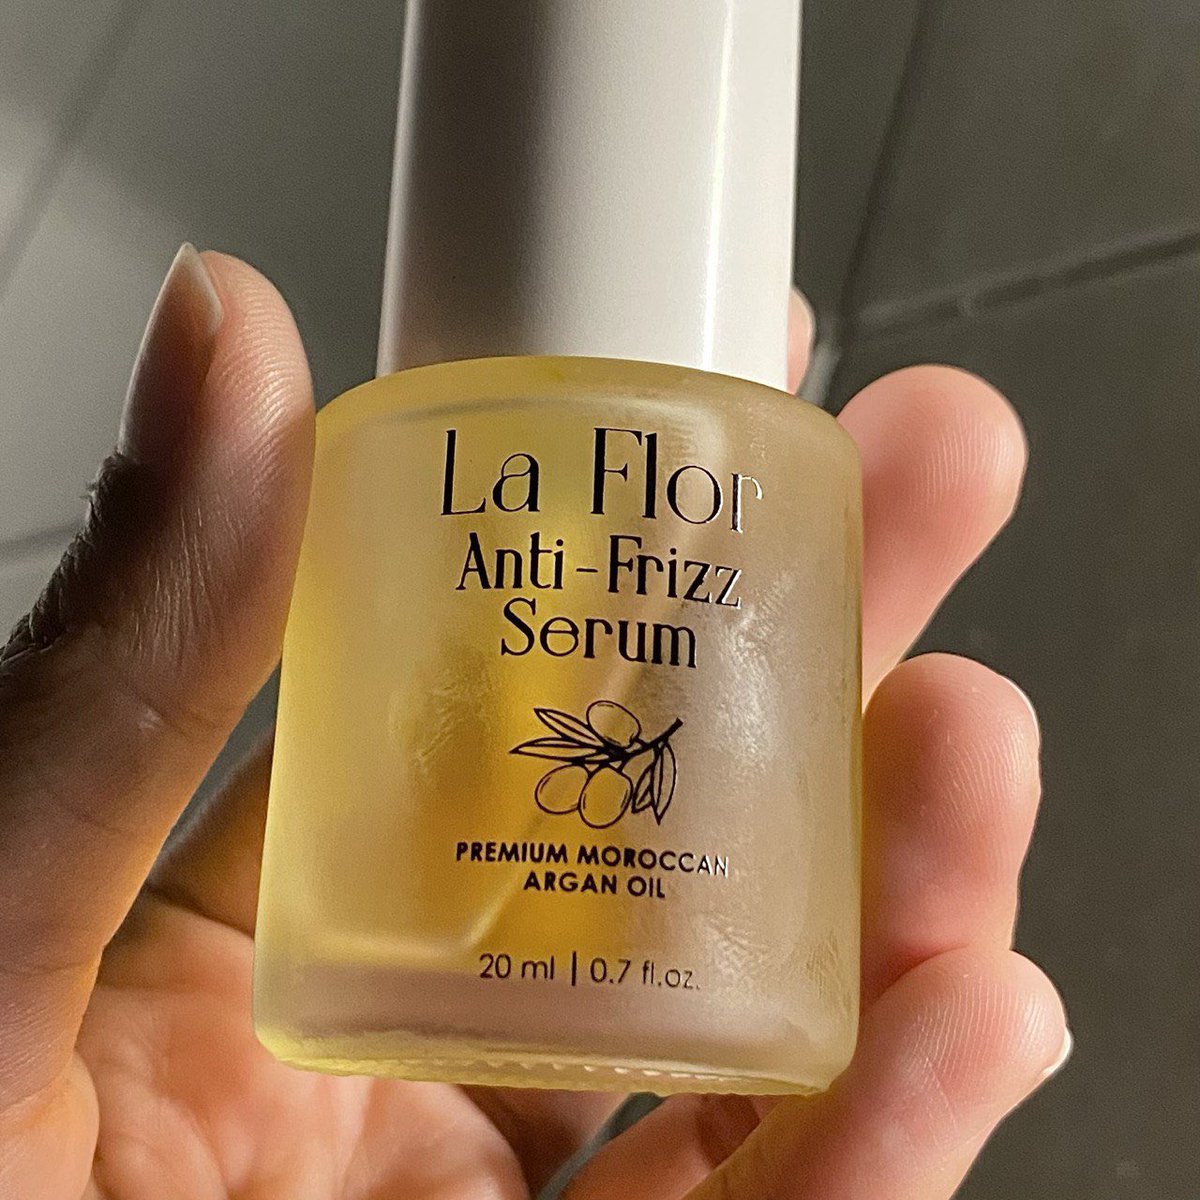 La Flor
Anti-Frizz
Serum
PREMIUM MOROCCAN
ARGAN OIL
20 ml | 0.7 fl.oz.